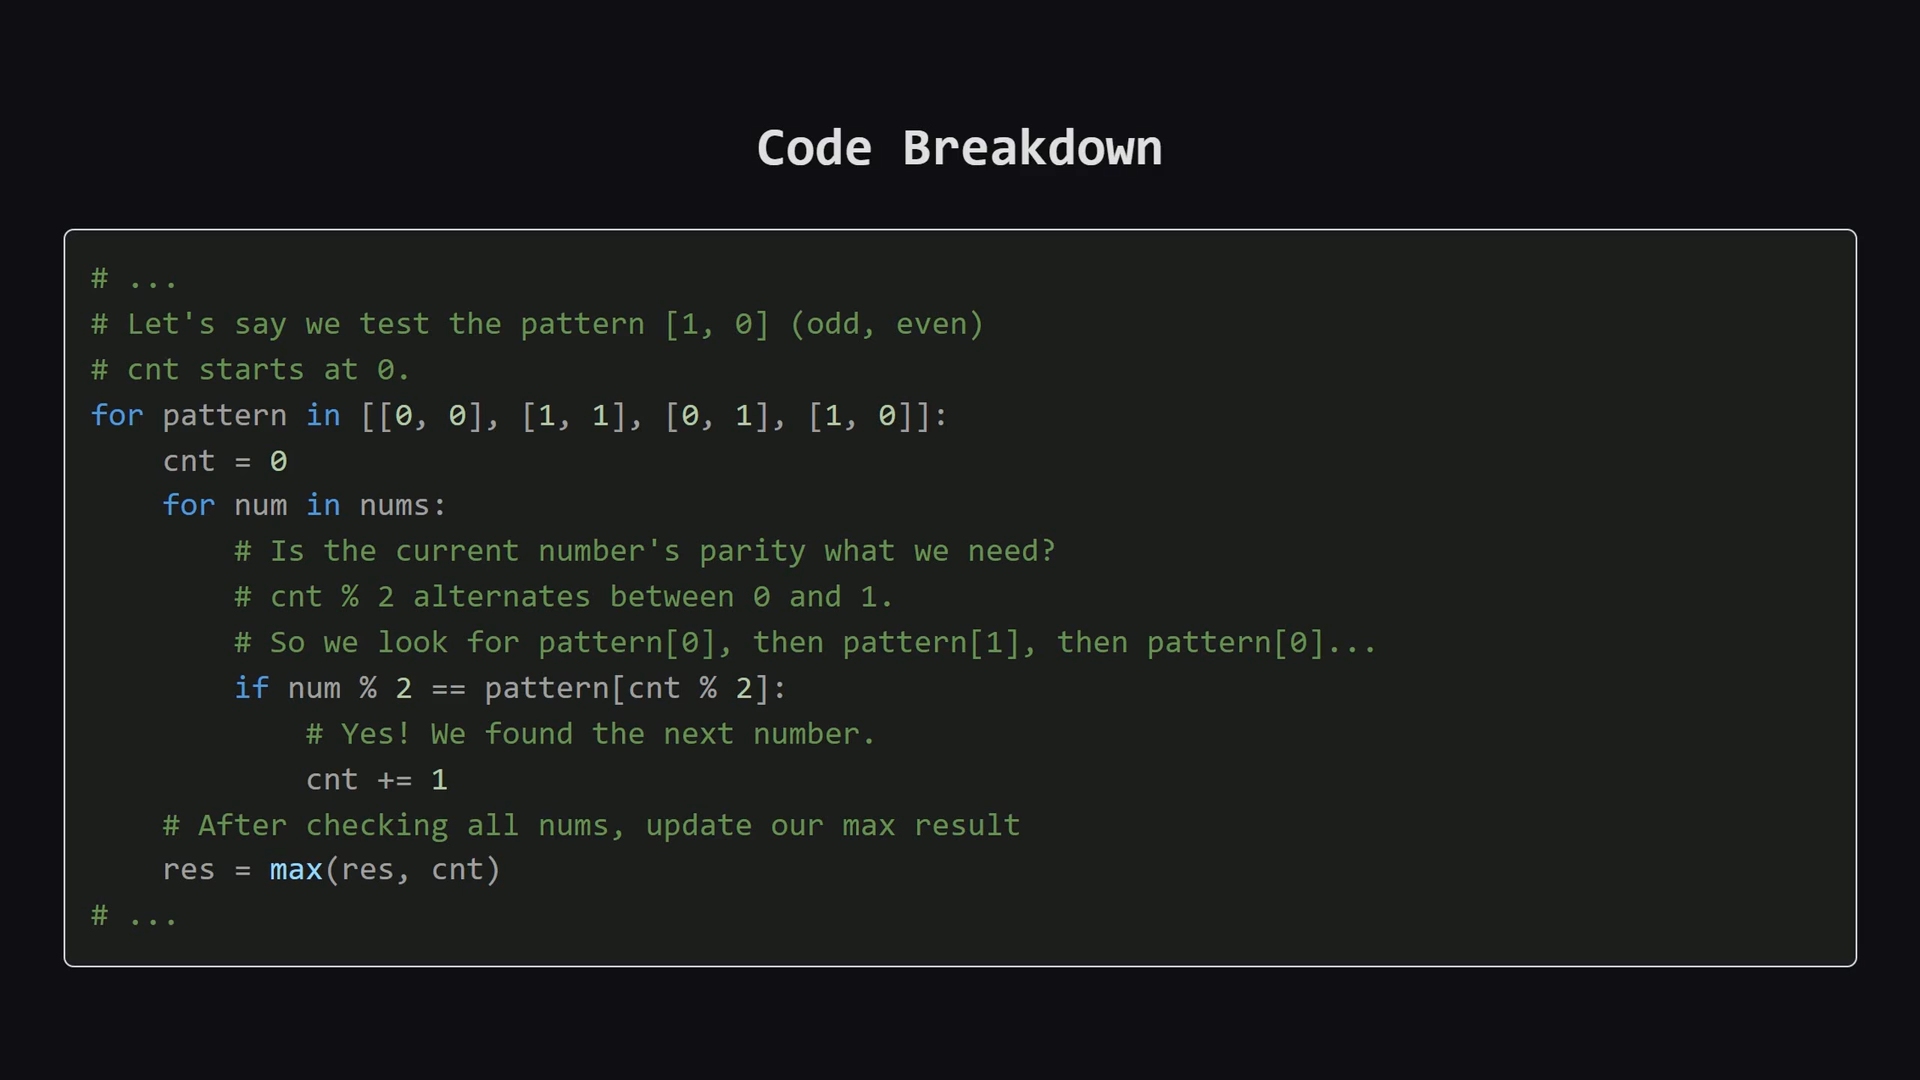 Code Breakdown
# ...
# Let's say we test the pattern [1, 0] (odd, even)
# cnt starts at 0.
for pattern in [[0, 0], [1, 1], [0, 1], [1, 0]]:
    cnt = 0
    for num in nums:
        # Is the current number's parity what we need?
        # cnt % 2 alternates between 0 and 1.
        # So we look for pattern[0], then pattern[1], then pattern[0]...
        if num % 2 == pattern[cnt % 2]:
            # Yes! We found the next number.
            cnt += 1
    # After checking all nums, update our max result
    res = max(res, cnt)
# ...